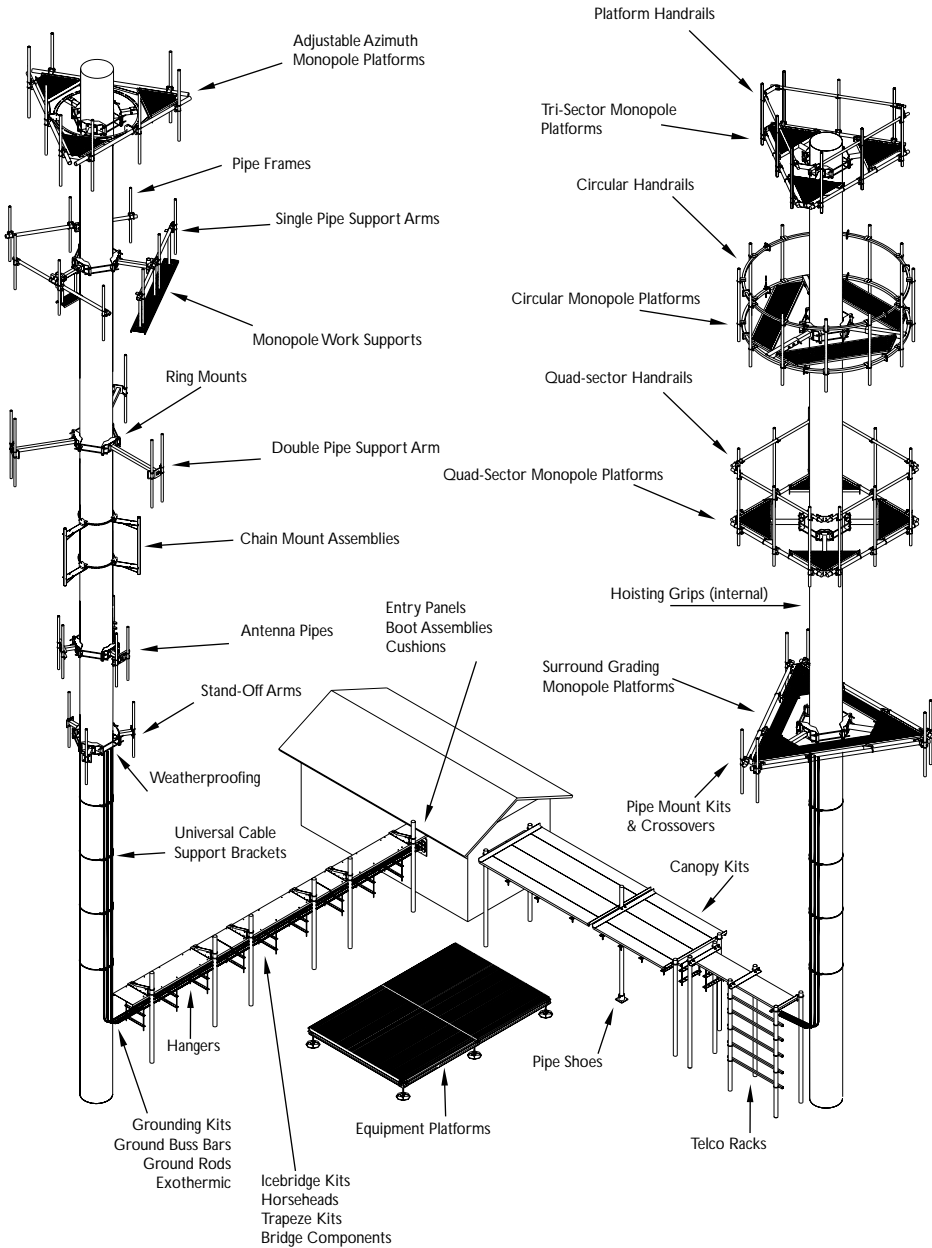 Platform Handrails
Adjustable Azimuth
Monopole Platforms
Tri-Sector Monopole
Platforms
Pipe Frames
Circular Handrails
Single Pipe Support Arms
Circular Monopole Platforms
Monopole Work Supports
Ring Mounts
Quad-sector Handrails
Double Pipe Support Arm
Quad-Sector Monopole Platforms
Chain Mount Assemblies
Hoisting Grips (internal)
Entry Panels
Boot Assemblies
Cushions
Antenna Pipes
Surround Grading
Monopole Platforms
Stand-Off Arms
Weatherproofing
Pipe Mount Kits
& Crossovers
Universal Cable
Support Brackets
Canopy Kits
Hangers
Pipe Shoes
Equipment Platforms
Telco Racks
Grounding Kits
Ground Buss Bars
Ground Rods
Exothermic
Icebridge Kits
Horseheads
Trapeze Kits
Bridge Components